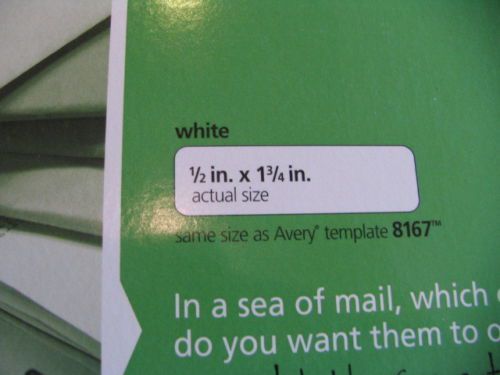 white
½ in. x 1¾ in.
actual size
same size as Avery® template 8167™
In a sea of mail, which
do you want them to